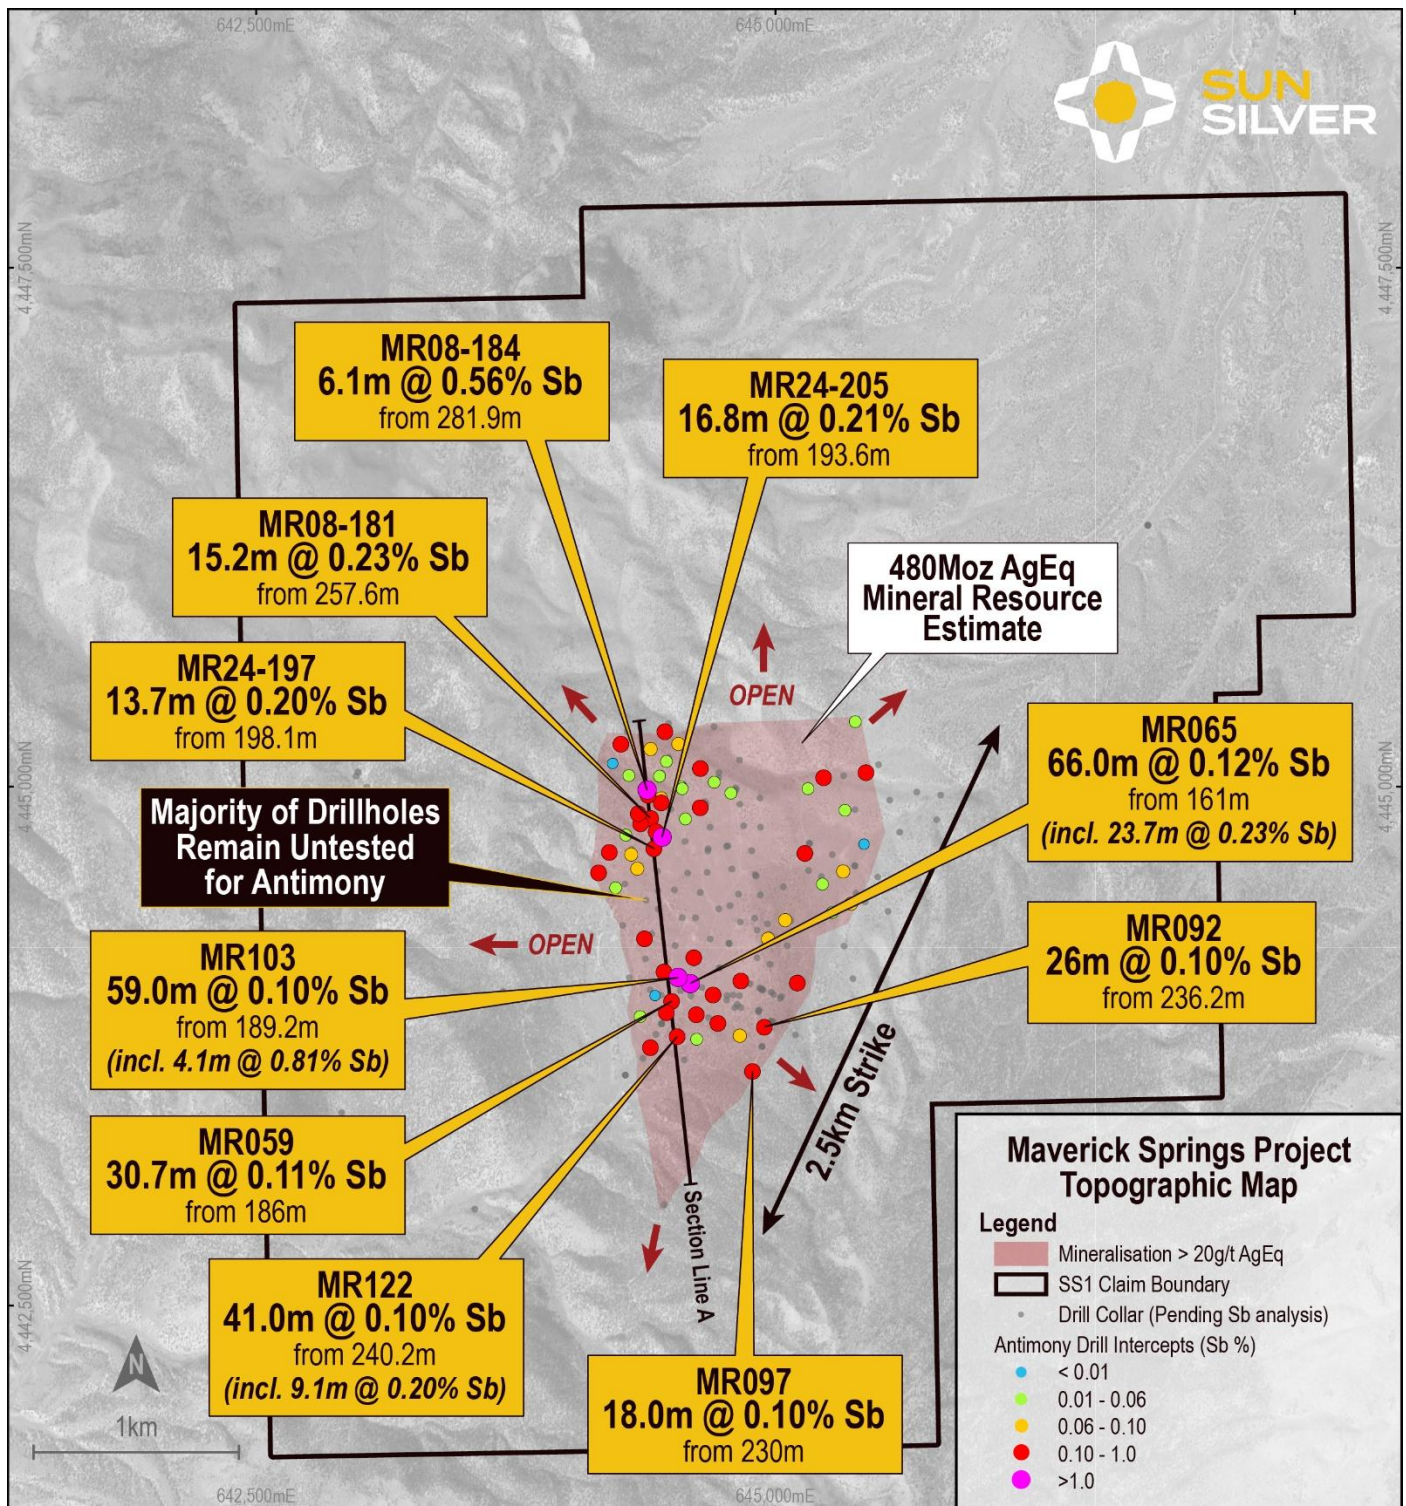 642,500mE
645,000mE
SUN
SILVER
4,447,500mN
4,447,500mN
MR08-184
6.1m @ 0.56% Sb
from 281.9m
MR24-205
16.8m @ 0.21% Sb
from 193.6m
MR08-181
15.2m @ 0.23% Sb
from 257.6m
480Moz AgEq
Mineral Resource
Estimate
MR24-197
13.7m @ 0.20% Sb
from 198.1m
OPEN
MR065
66.0m @ 0.12% Sb
from 161m
(incl. 23.7m @ 0.23% Sb)
4,445,000mN
4,445,000mN
Majority of Drillholes
Remain Untested
for Antimony
OPEN
MR103
59.0m @ 0.10% Sb
from 189.2m
(incl. 4.1m @ 0.81% Sb)
MR092
26m @ 0.10% Sb
from 236.2m
2.5km Strike
MR059
30.7m @ 0.11% Sb
from 186m
Section Line A
MR122
41.0m @ 0.10% Sb
from 240.2m
(incl. 9.1m @ 0.20% Sb)
MR097
18.0m @ 0.10% Sb
from 230m
4,442,500mN
N
1km
Maverick Springs Project
Topographic Map
Legend
Mineralisation > 20g/t AgEq
SS1 Claim Boundary
Drill Collar (Pending Sb analysis)
Antimony Drill Intercepts (Sb %)
< 0.01
0.01 - 0.06
0.06 - 0.10
0.10 - 1.0
>1.0
642,500mE
645,000mE